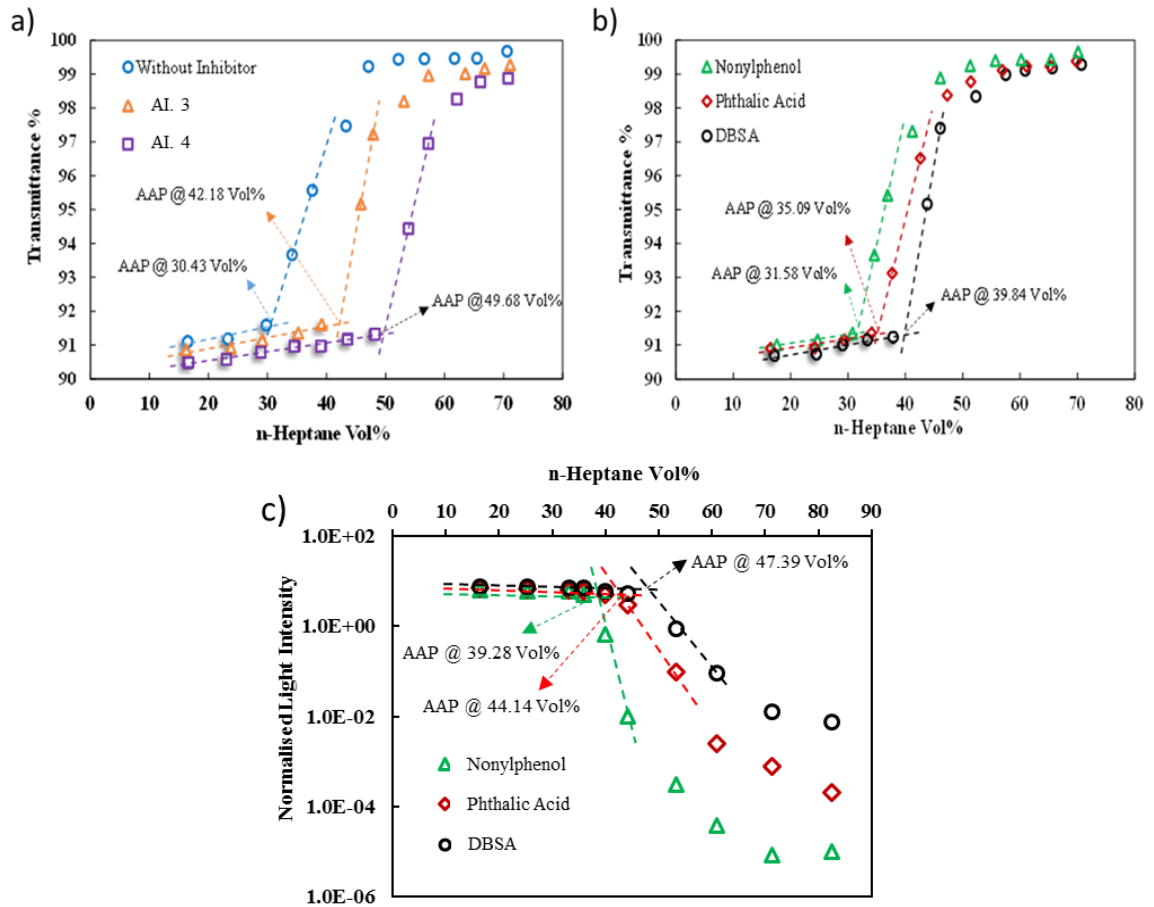 a)
100
99
98
97
96
95
94
93
92
91
90
Transmittance %
Without Inhibitor
AI. 3
AI. 4
AAP @ 42.18 Vol%
AAP @ 30.43 Vol%
AAP @ 49.68 Vol%
0 10 20 30 40 50 60 70 80
n-Heptane Vol%
b)
100
99
98
97
96
95
94
93
92
91
90
Transmittance %
Nonylphenol
Phthalic Acid
DBSA
AAP @ 35.09 Vol%
AAP @ 31.58 Vol%
AAP @ 39.84 Vol%
0 10 20 30 40 50 60 70 80
n-Heptane Vol%
c)
n-Heptane Vol%
0 10 20 30 40 50 60 70 80 90
1.0E+02
1.0E+00
1.0E-02
1.0E-04
1.0E-06
Normalised Light Intensity
AAP @ 47.39 Vol%
AAP @ 39.28 Vol%
AAP @ 44.14 Vol%
Nonylphenol
Phthalic Acid
DBSA